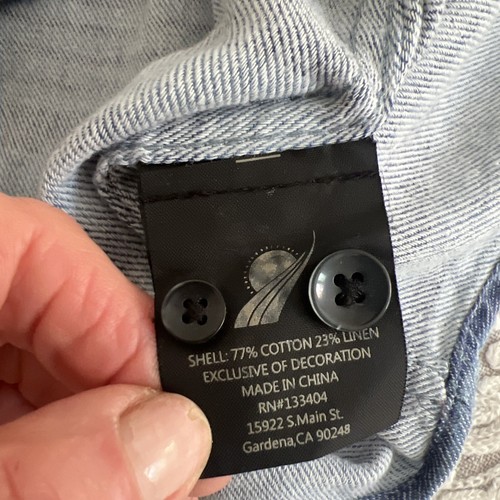 SHELL: 77% COTTON 23% LINEN
EXCLUSIVE OF DECORATION
MADE IN CHINA
RN#133404
15922 S.Main St.
Gardena,CA 90248